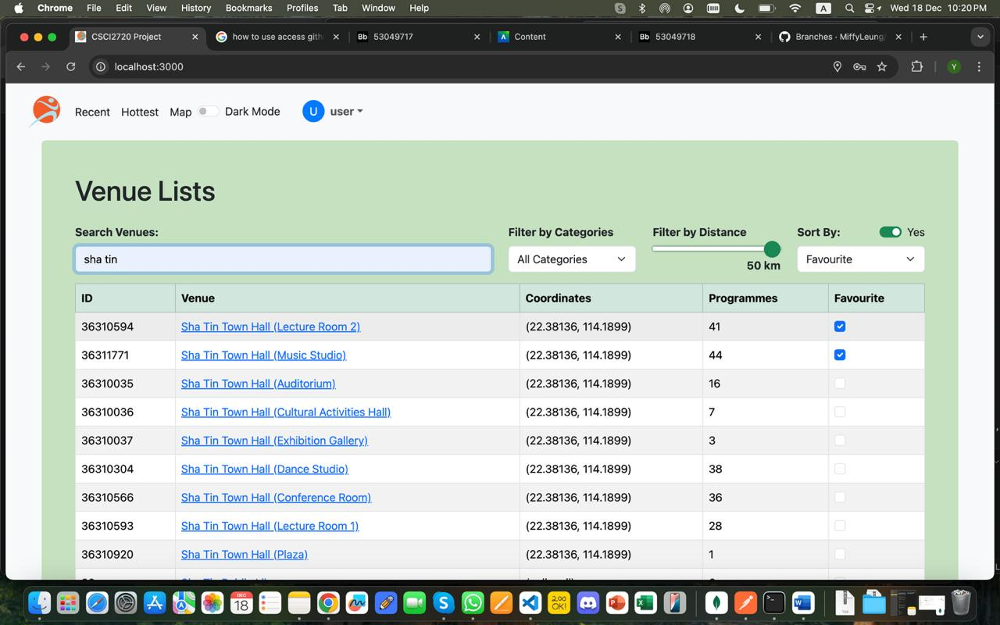 Chrome File Edit View History Bookmarks Profiles Tab Window Help S A Wed 18 Dec 10:20 PM
CSCI2720 Project how to use access gith Bb 53049717 Content Bb 53049718 Branches · MiffyLeung/
localhost:3000 Y
Recent Hottest Map Dark Mode U user
Venue Lists
Search Venues: Filter by Categories Filter by Distance Sort By: Yes
sha tin All Categories 50 km Favourite
ID Venue Coordinates Programmes Favourite
36310594 Sha Tin Town Hall (Lecture Room 2) (22.38136, 114.1899) 41
36311771 Sha Tin Town Hall (Music Studio) (22.38136, 114.1899) 44
36310035 Sha Tin Town Hall (Auditorium) (22.38136, 114.1899) 16
36310036 Sha Tin Town Hall (Cultural Activities Hall) (22.38136, 114.1899) 7
36310037 Sha Tin Town Hall (Exhibition Gallery) (22.38136, 114.1899) 3
36310304 Sha Tin Town Hall (Dance Studio) (22.38136, 114.1899) 38
36310566 Sha Tin Town Hall (Conference Room) (22.38136, 114.1899) 36
36310593 Sha Tin Town Hall (Lecture Room 1) (22.38136, 114.1899) 28
36310920 Sha Tin Town Hall (Plaza) (22.38136, 114.1899) 1
DEC
18 200 OK!